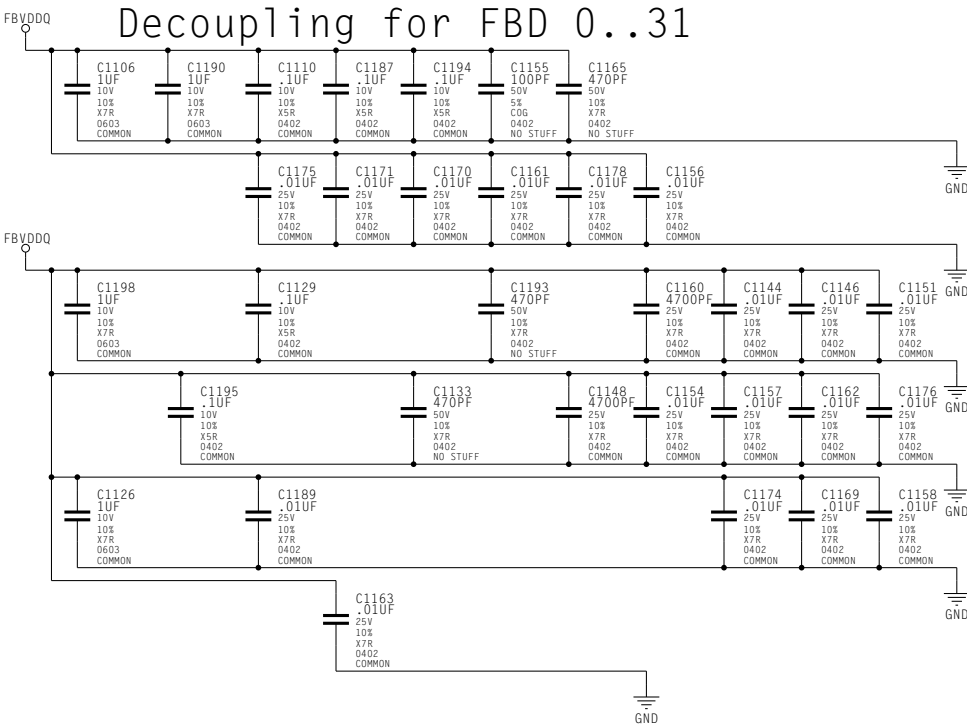 Decoupling for FBD 0..31
FBVDDQ
C1106
1UF
10V
10%
X7R
0603
COMMON
C1190
1UF
10V
10%
X7R
0603
COMMON
C1110
.1UF
10V
10%
X5R
0402
COMMON
C1187
.1UF
10V
10%
X5R
0402
COMMON
C1194
.1UF
10V
10%
X5R
0402
COMMON
C1155
100PF
50V
5%
COG
0402
NO STUFF
C1165
470PF
50V
10%
X7R
0402
NO STUFF
GND
C1175
.01UF
25V
10%
X7R
0402
COMMON
C1171
.01UF
25V
10%
X7R
0402
COMMON
C1170
.01UF
25V
10%
X7R
0402
COMMON
C1161
.01UF
25V
10%
X7R
0402
COMMON
C1178
.01UF
25V
10%
X7R
0402
COMMON
C1156
.01UF
25V
10%
X7R
0402
COMMON
GND
FBVDDQ
C1198
1UF
10V
10%
X7R
0603
COMMON
C1129
.1UF
10V
10%
X5R
0402
COMMON
C1193
470PF
50V
10%
X7R
0402
NO STUFF
C1160
4700PF
25V
10%
X7R
0402
COMMON
C1144
.01UF
25V
10%
X7R
0402
COMMON
C1146
.01UF
25V
10%
X7R
0402
COMMON
C1151
.01UF
25V
10%
X7R
0402
COMMON
GND
C1195
.1UF
10V
10%
X5R
0402
COMMON
C1133
470PF
50V
10%
X7R
0402
NO STUFF
C1148
4700PF
25V
10%
X7R
0402
COMMON
C1154
.01UF
25V
10%
X7R
0402
COMMON
C1157
.01UF
25V
10%
X7R
0402
COMMON
C1162
.01UF
25V
10%
X7R
0402
COMMON
C1176
.01UF
25V
10%
X7R
0402
COMMON
GND
C1126
1UF
10V
10%
X7R
0603
COMMON
C1189
.01UF
25V
10%
X7R
0402
COMMON
C1174
.01UF
25V
10%
X7R
0402
COMMON
C1169
.01UF
25V
10%
X7R
0402
COMMON
C1158
.01UF
25V
10%
X7R
0402
COMMON
GND
C1163
.01UF
25V
10%
X7R
0402
COMMON
GND